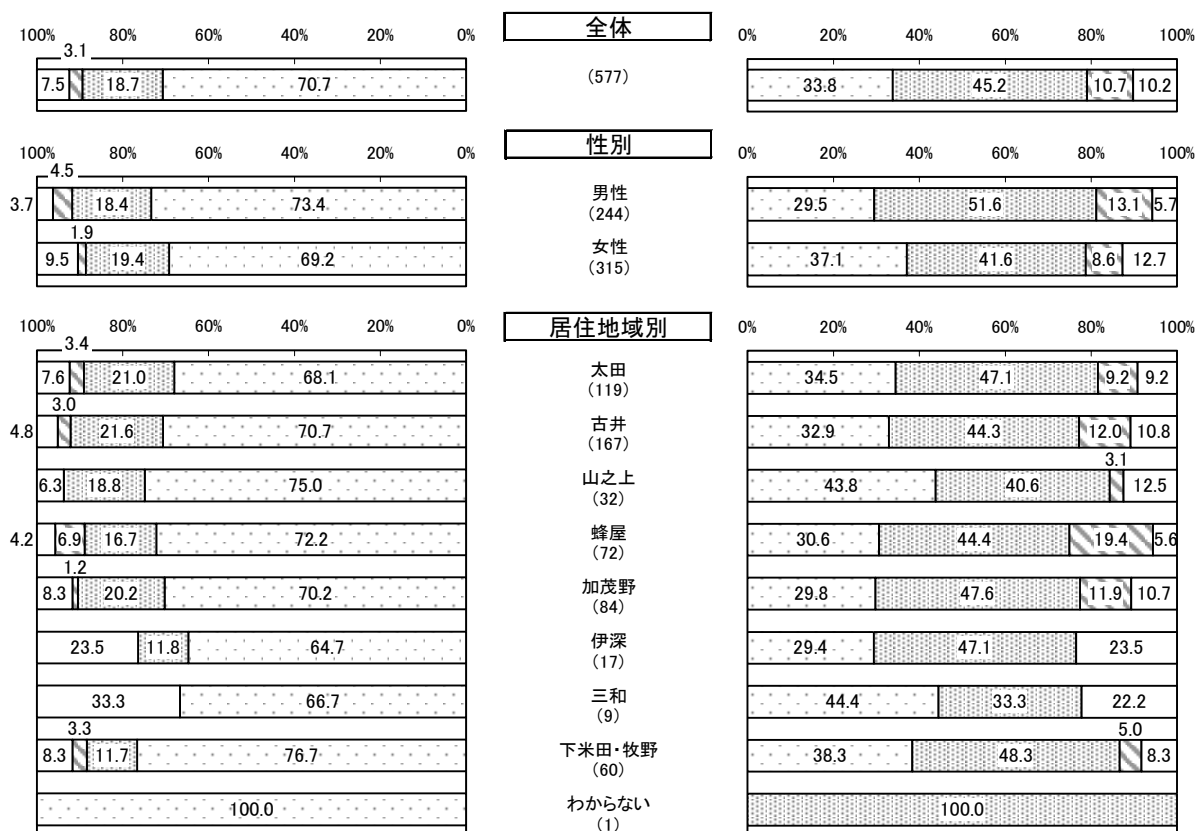 全体
100% 80% 60% 40% 20% 0%
0% 20% 40% 60% 80% 100%
3.1
7.5 18.7 70.7
(577)
33.8 45.2 10.7 10.2
性別
100% 80% 60% 40% 20% 0%
0% 20% 40% 60% 80% 100%
4.5
3.7 18.4 73.4
男性
(244)
29.5 51.6 13.1 5.7
1.9
9.5 19.4 69.2
女性
(315)
37.1 41.6 8.6 12.7
居住地域別
100% 80% 60% 40% 20% 0%
0% 20% 40% 60% 80% 100%
3.4
7.6 21.0 68.1
太田
(119)
34.5 47.1 9.2 9.2
3.0
4.8 21.6 70.7
古井
(167)
32.9 44.3 12.0 10.8
6.3 18.8 75.0
山之上
(32)
3.1
43.8 40.6 12.5
4.2 6.9 16.7 72.2
蜂屋
(72)
30.6 44.4 19.4 5.6
1.2
8.3 20.2 70.2
加茂野
(84)
29.8 47.6 11.9 10.7
23.5 11.8 64.7
伊深
(17)
29.4 47.1 23.5
33.3 66.7
三和
(9)
44.4 33.3 22.2
3.3
8.3 11.7 76.7
下米田・牧野
(60)
5.0
38.3 48.3 8.3
100.0
わからない
(1)
100.0